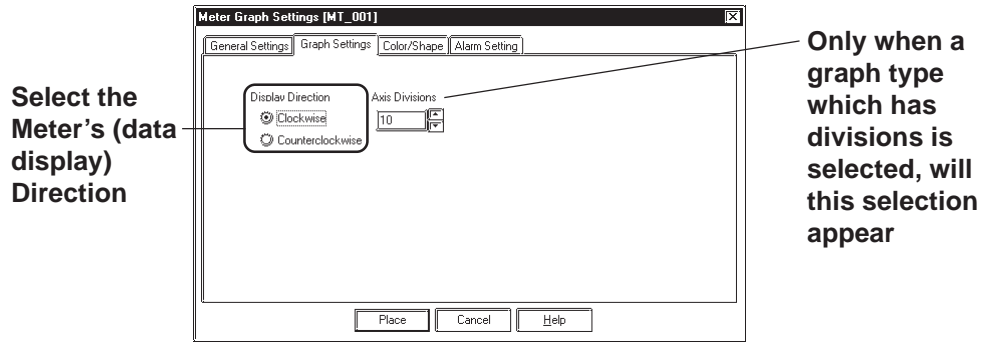 Meter Graph Settings [MT_001]
General Settings Graph Settings Color/Shape Alarm Setting
Display Direction
Clockwise
Counterclockwise
Axis Divisions
10
Place Cancel Help
Select the
Meter's (data
display)
Direction
Only when a
graph type
which has
divisions is
selected, will
this selection
appear